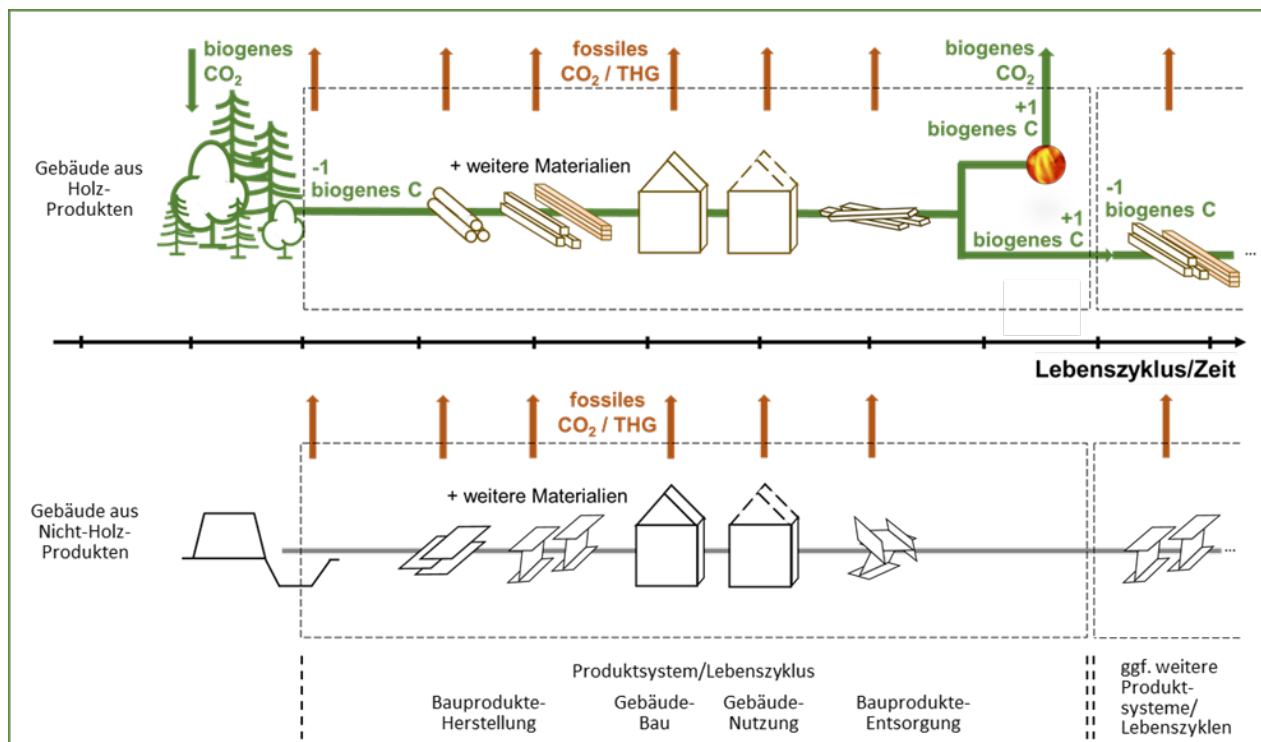 biogenes
CO₂
fossiles
CO₂ / THG
biogenes
CO₂
+1
biogenes C
Gebäude aus
Holz-
Produkten
-1
biogenes C
+ weitere Materialien
+1
biogenes C
-1
biogenes C
...
Lebenszyklus/Zeit
fossiles
CO₂ / THG
Gebäude aus
Nicht-Holz-
Produkten
+ weitere Materialien
...
Produktsystem/Lebenszyklus
Bauprodukte-
Herstellung
Gebäude-
Bau
Gebäude-
Nutzung
Bauprodukte-
Entsorgung
ggf. weitere
Produkt-
systeme/
Lebenszyklen